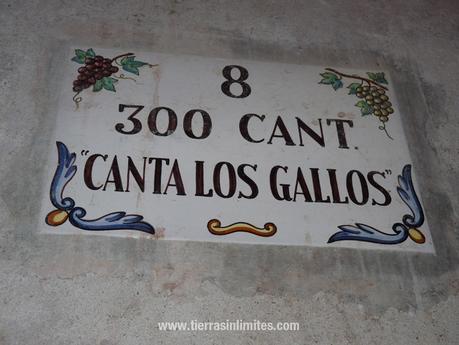 8
300 CANT.
"CANTA LOS GALLOS"
www.tierrasinlimites.com